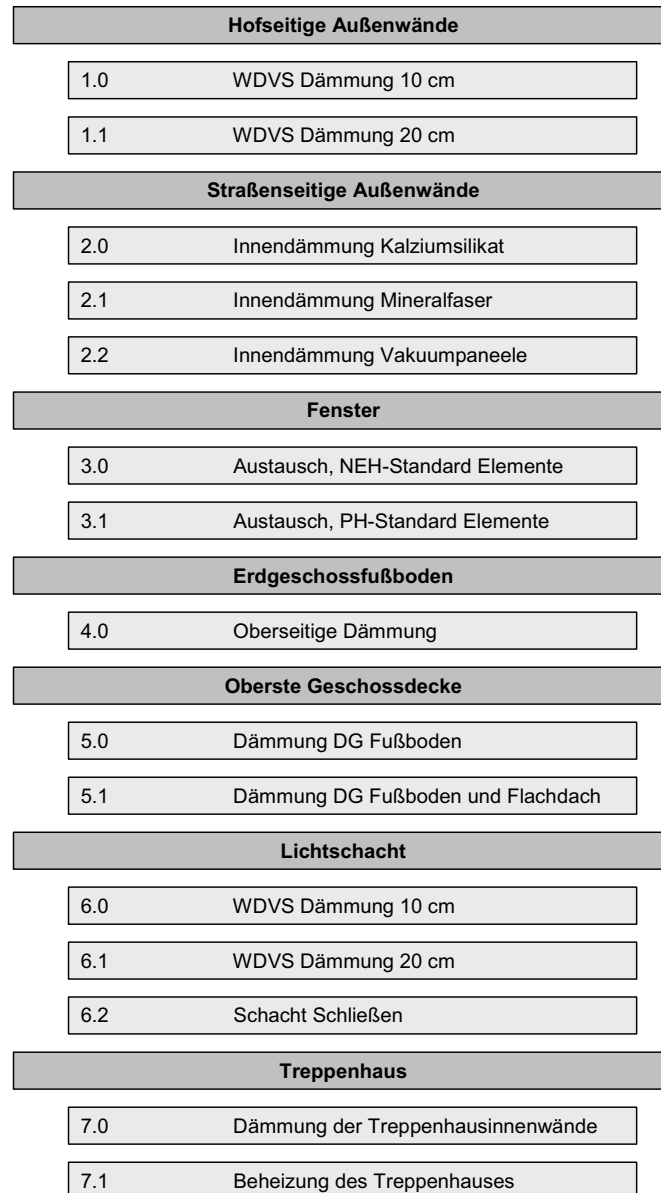 Hofseitige Außenwände
1.0 WDVS Dämmung 10 cm
1.1 WDVS Dämmung 20 cm
Straßenseitige Außenwände
2.0 Innendämmung Kalziumsilikat
2.1 Innendämmung Mineralfaser
2.2 Innendämmung Vakuumpaneele
Fenster
3.0 Austausch, NEH-Standard Elemente
3.1 Austausch, PH-Standard Elemente
Erdgeschossfußboden
4.0 Oberseitige Dämmung
Oberste Geschossdecke
5.0 Dämmung DG Fußboden
5.1 Dämmung DG Fußboden und Flachdach
Lichtschacht
6.0 WDVS Dämmung 10 cm
6.1 WDVS Dämmung 20 cm
6.2 Schacht Schließen
Treppenhaus
7.0 Dämmung der Treppenhausinnenwände
7.1 Beheizung des Treppenhauses